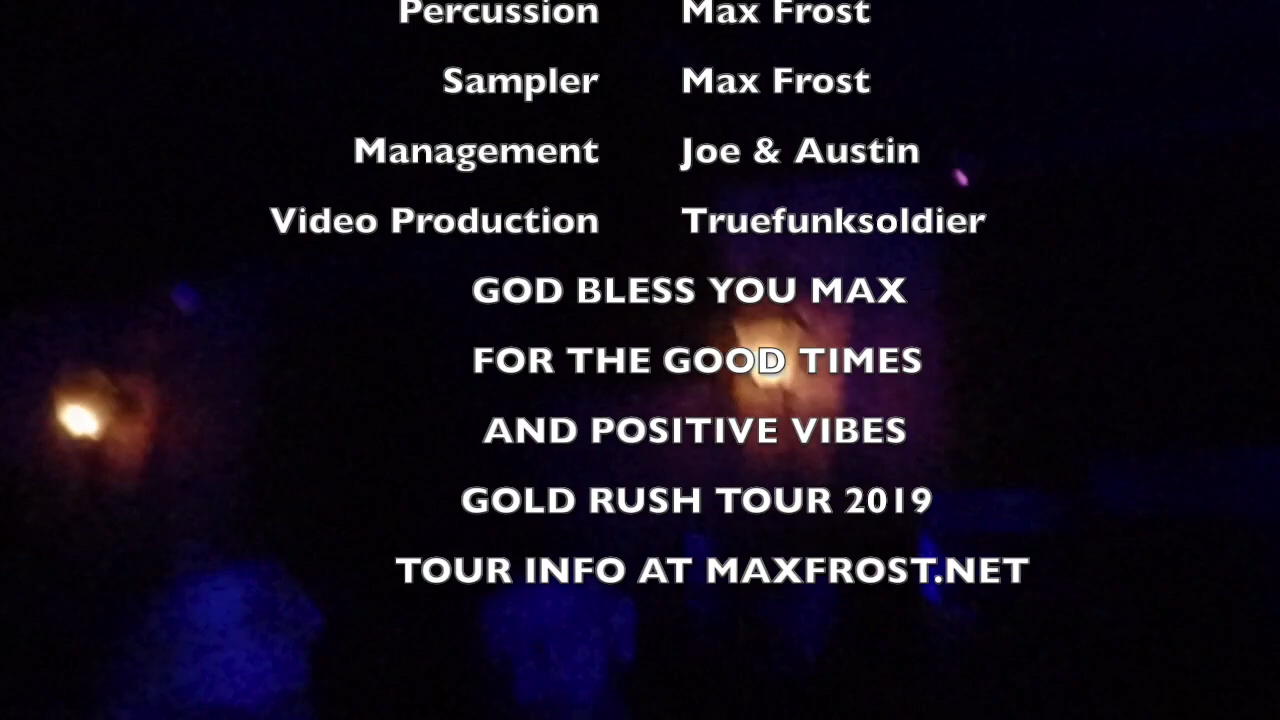 Percussion Max Frost
Sampler Max Frost
Management Joe & Austin
Video Production Truefunksoldier
GOD BLESS YOU MAX
FOR THE GOOD TIMES
AND POSITIVE VIBES
GOLD RUSH TOUR 2019
TOUR INFO AT MAXFROST.NET